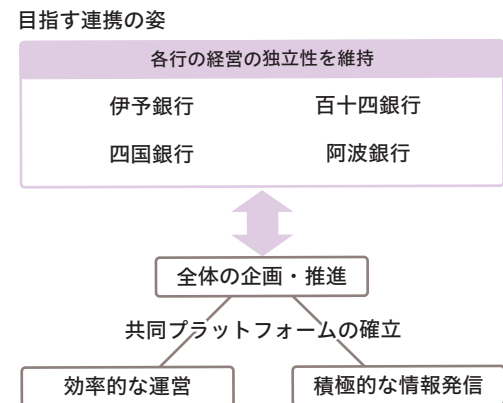 目指す連携の姿
各行の経営の独立性を維持
伊予銀行 百十四銀行
四国銀行 阿波銀行
全体の企画・推進
共同プラットフォームの確立
効率的な運営 積極的な情報発信